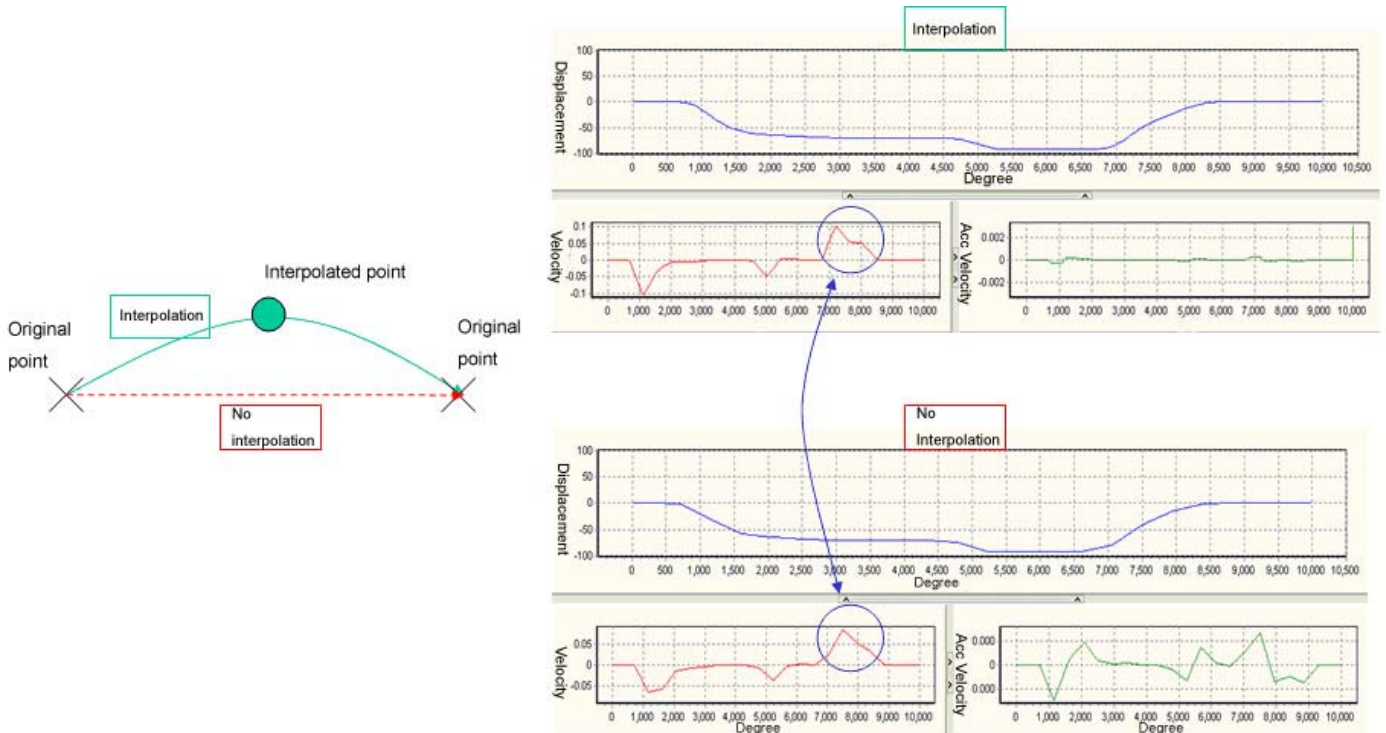 Interpolated point
Interpolation
Original
point
Original
point
No
interpolation
Interpolation
Displacement
100
50
0
-50
-100
0 500 1,000 1,500 2,000 2,500 3,000 3,500 4,000 4,500 5,000 5,500 6,000 6,500 7,000 7,500 8,000 8,500 9,000 9,500 10,000 10,500
Degree
Velocity
0.1
0.05
0
-0.05
-0.1
0 1,000 2,000 3,000 4,000 5,000 6,000 7,000 8,000 9,000 10,000
Acc Velocity
0.002
0
-0.002
0 1,000 2,000 3,000 4,000 5,000 6,000 7,000 8,000 9,000 10,000
No
Interpolation
Displacement
100
50
0
-50
-100
0 500 1,000 1,500 2,000 2,500 3,000 3,500 4,000 4,500 5,000 5,500 6,000 6,500 7,000 7,500 8,000 8,500 9,000 9,500 10,000 10,500
Degree
Velocity
0.05
0
-0.05
0 1,000 2,000 3,000 4,000 5,000 6,000 7,000 8,000 9,000 10,000
Degree
Acc Velocity
0.000
0
0.000
0 1,000 2,000 3,000 4,000 5,000 6,000 7,000 8,000 9,000 10,000
Degree